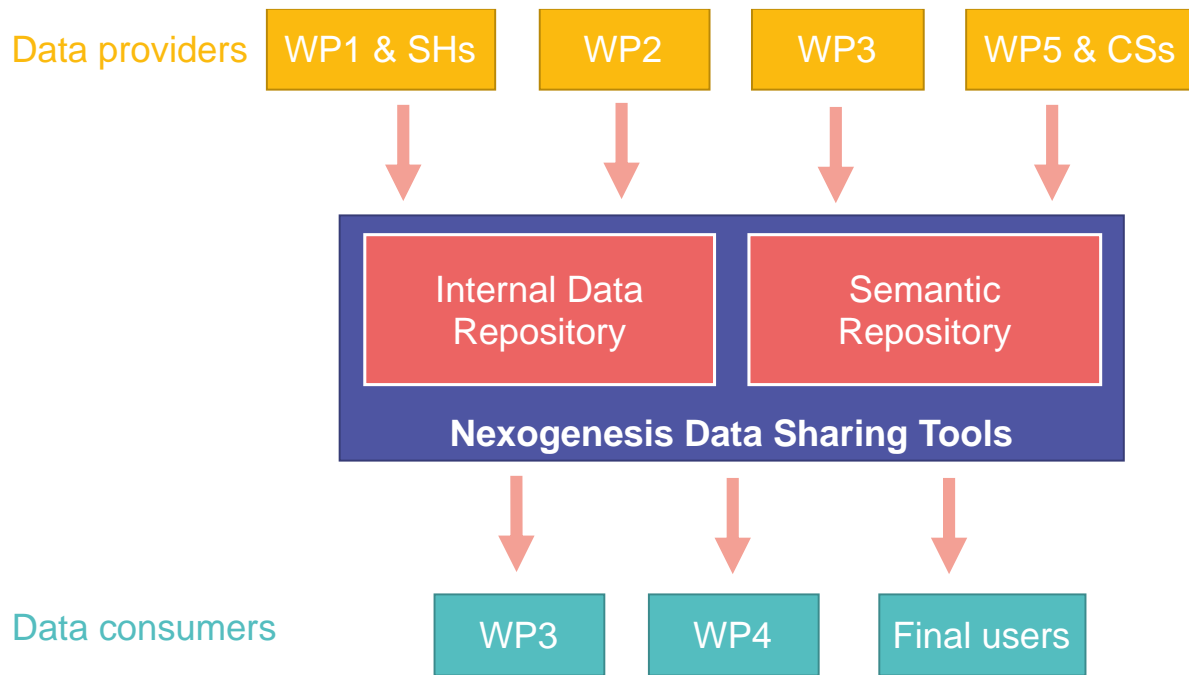 Data providers
WP1 & SHs
WP2
WP3
WP5 & CSs
Internal Data
Repository
Semantic
Repository
Nexogenesis Data Sharing Tools
Data consumers
WP3
WP4
Final users